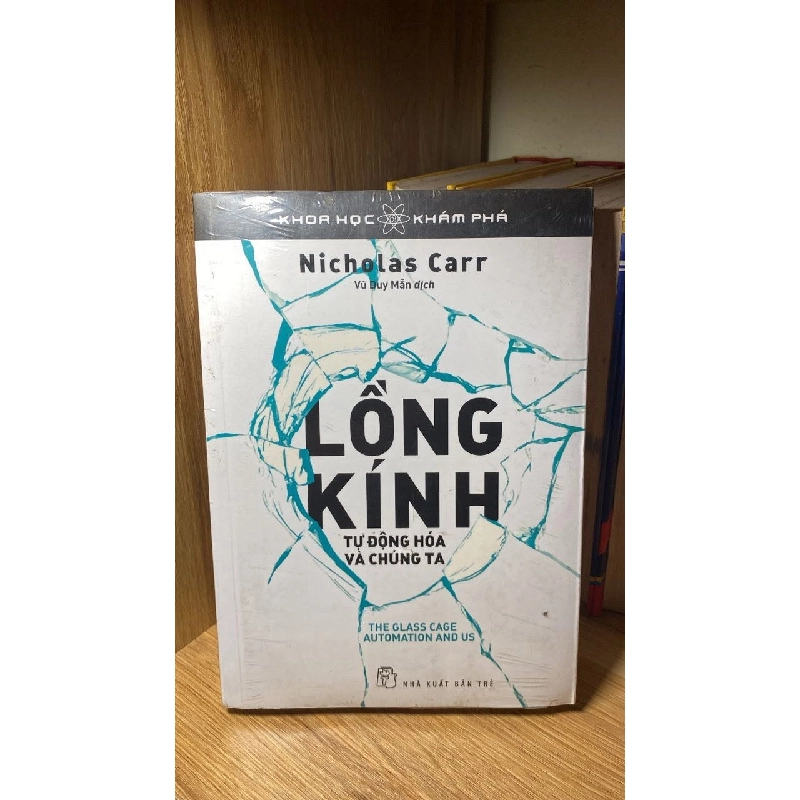 KHOA HỌC KHÁM PHÁ
Nicholas Carr
Vũ Duy Mẫn dịch
LỒNG
KÍNH
TỰ ĐỘNG HÓA
VÀ CHÚNG TA
THE GLASS CAGE
AUTOMATION AND US
NHÀ XUẤT BẢN TRẺ